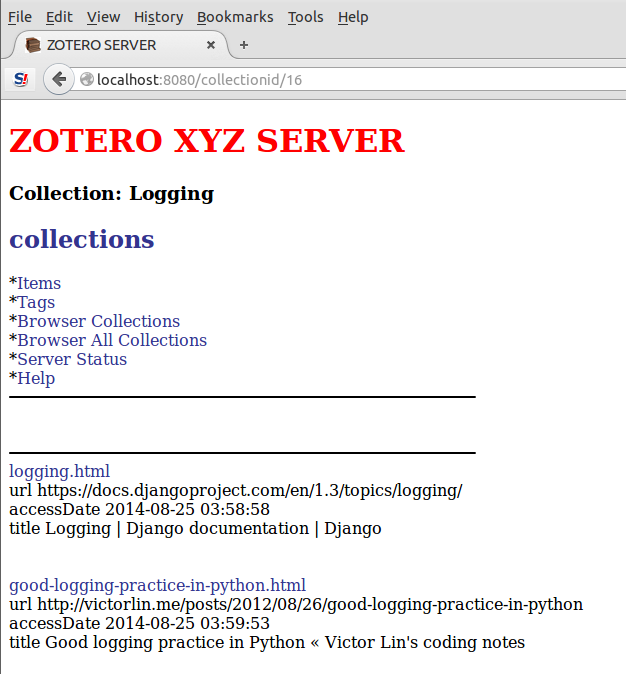 File Edit View History Bookmarks Tools Help
ZOTERO SERVER × +
S! localhost:8080/collectionid/16
ZOTERO XYZ SERVER
Collection: Logging
collections
*Items
*Tags
*Browser Collections
*Browser All Collections
*Server Status
*Help
logging.html
url https://docs.djangoproject.com/en/1.3/topics/logging/
accessDate 2014-08-25 03:58:58
title Logging | Django documentation | Django
good-logging-practice-in-python.html
url http://victorlin.me/posts/2012/08/26/good-logging-practice-in-python
accessDate 2014-08-25 03:59:53
title Good logging practice in Python « Victor Lin's coding notes